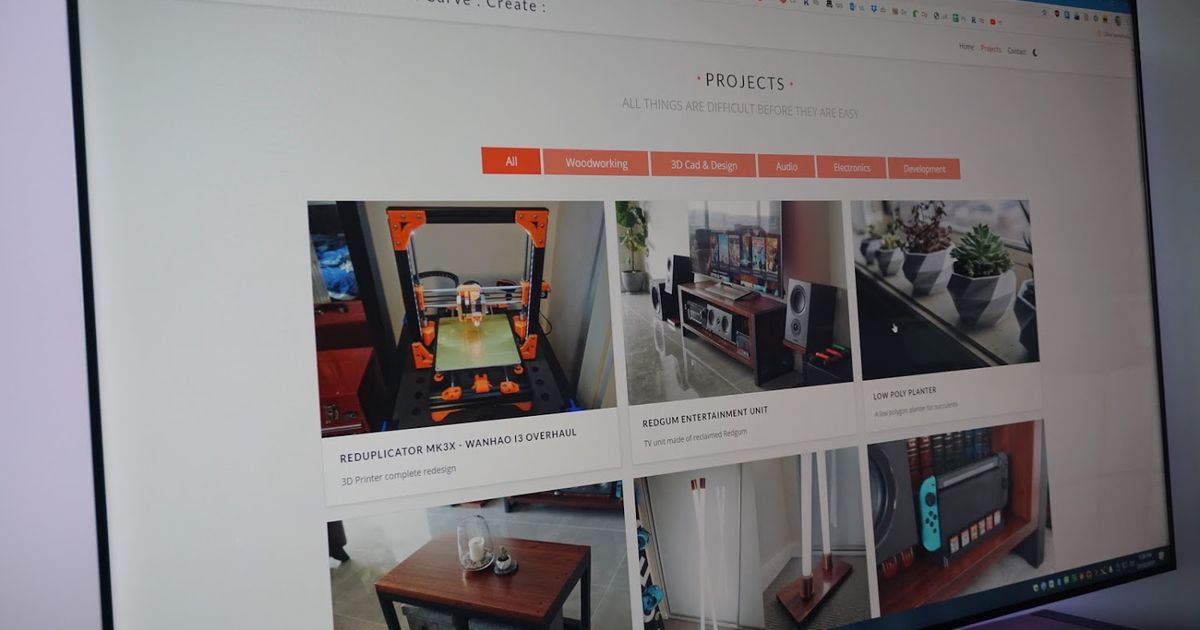 Create :
Home Projects Contact
• PROJECTS •
ALL THINGS ARE DIFFICULT BEFORE THEY ARE EASY
All Woodworking 3D Cad & Design Audio Electronics Development
REDUPLICATOR MK3X - WANHAO I3 OVERHAUL
3D Printer complete redesign
REDGUM ENTERTAINMENT UNIT
TV unit made of reclaimed Redgum
LOW POLY PLANTER
A low polygon planter for succulents